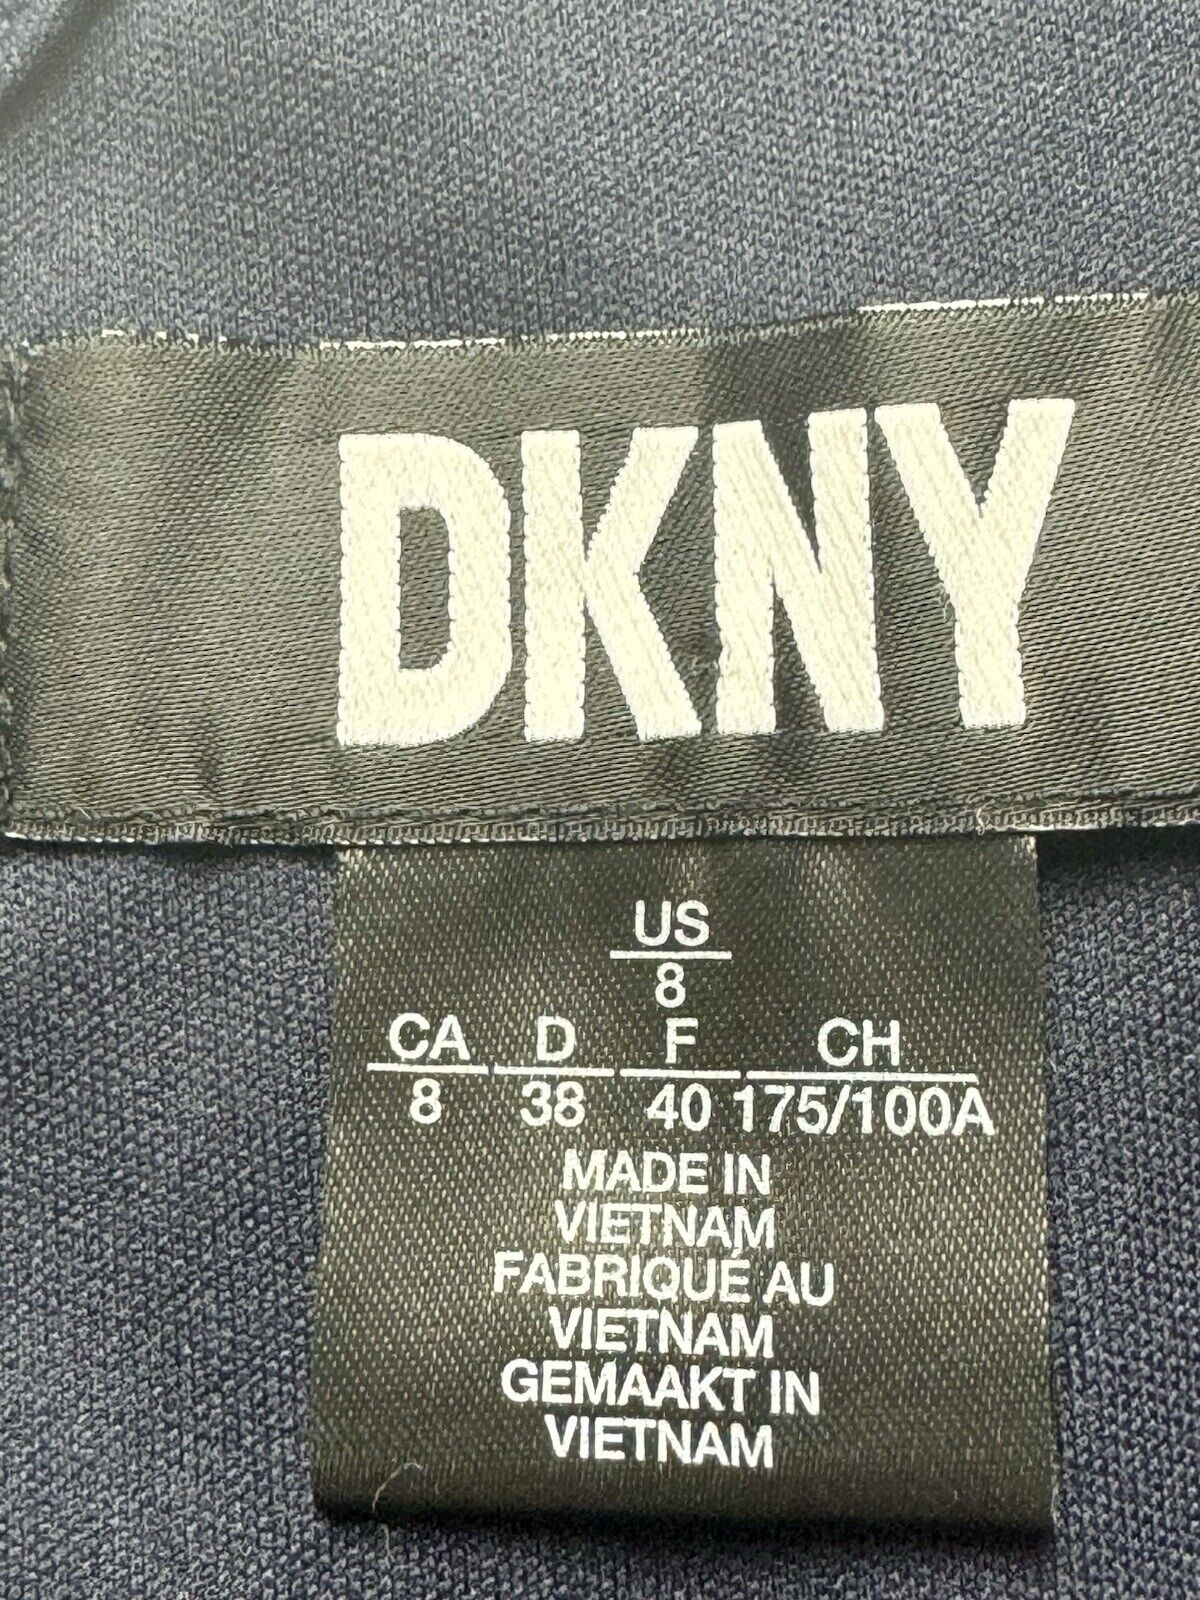 DKNY
US
8
CA D F CH
8 38 40 175/100A
MADE IN
VIETNAM
FABRIQUÉ AU
VIETNAM
GEMAAKT IN
VIETNAM